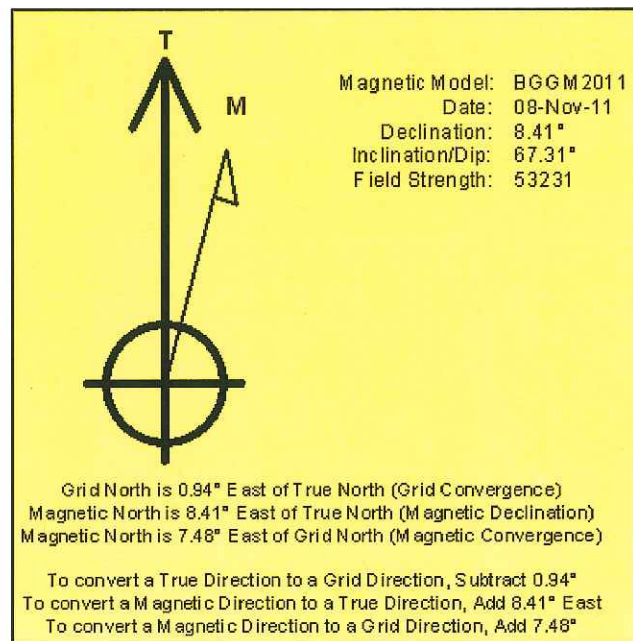 T
M
Magnetic Model: BGGM2011
Date: 08-Nov-11
Declination: 8.41°
Inclination/Dip: 67.31°
Field Strength: 53231
Grid North is 0.94° East of True North (Grid Convergence)
Magnetic North is 8.41° East of True North (Magnetic Declination)
Magnetic North is 7.48° East of Grid North (Magnetic Convergence)
To convert a True Direction to a Grid Direction, Subtract 0.94°
To convert a Magnetic Direction to a True Direction, Add 8.41° East
To convert a Magnetic Direction to a Grid Direction, Add 7.48°